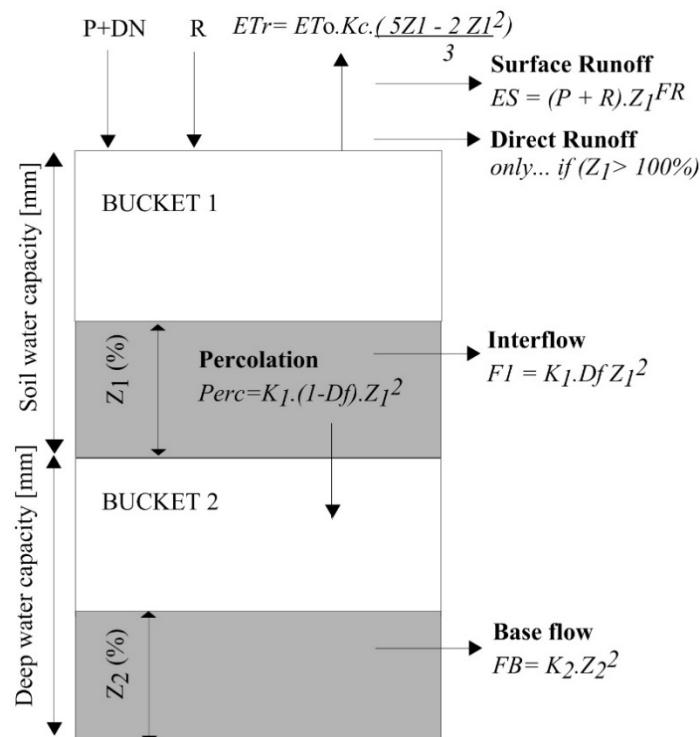 P+DN
R
ETr= ETo.Kc.( 5Z1 - 2 Z1²)
3
Surface Runoff
ES = (P + R).Z₁^FR
Direct Runoff
only... if (Z₁> 100%)
Soil water capacity [mm]
BUCKET 1
Z₁ (%)
Percolation
Perc=K₁.(1-Df).Z₁²
Interflow
F1 = K₁.Df Z₁²
Deep water capacity [mm]
BUCKET 2
Z₂ (%)
Base flow
FB= K₂.Z₂²